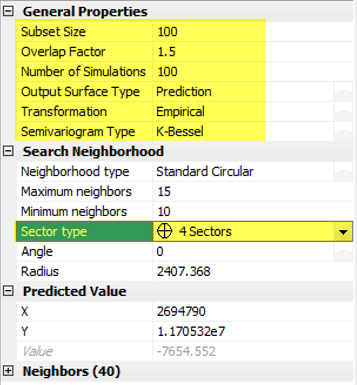 General Properties
Subset Size 100
Overlap Factor 1.5
Number of Simulations 100
Output Surface Type Prediction
Transformation Empirical
Semivariogram Type K-Bessel
Search Neighborhood
Neighborhood type Standard Circular
Maximum neighbors 15
Minimum neighbors 10
Sector type 4 Sectors
Angle 0
Radius 2407.368
Predicted Value
X 2694790
Y 1.170532e7
Value -7654.552
Neighbors (40)